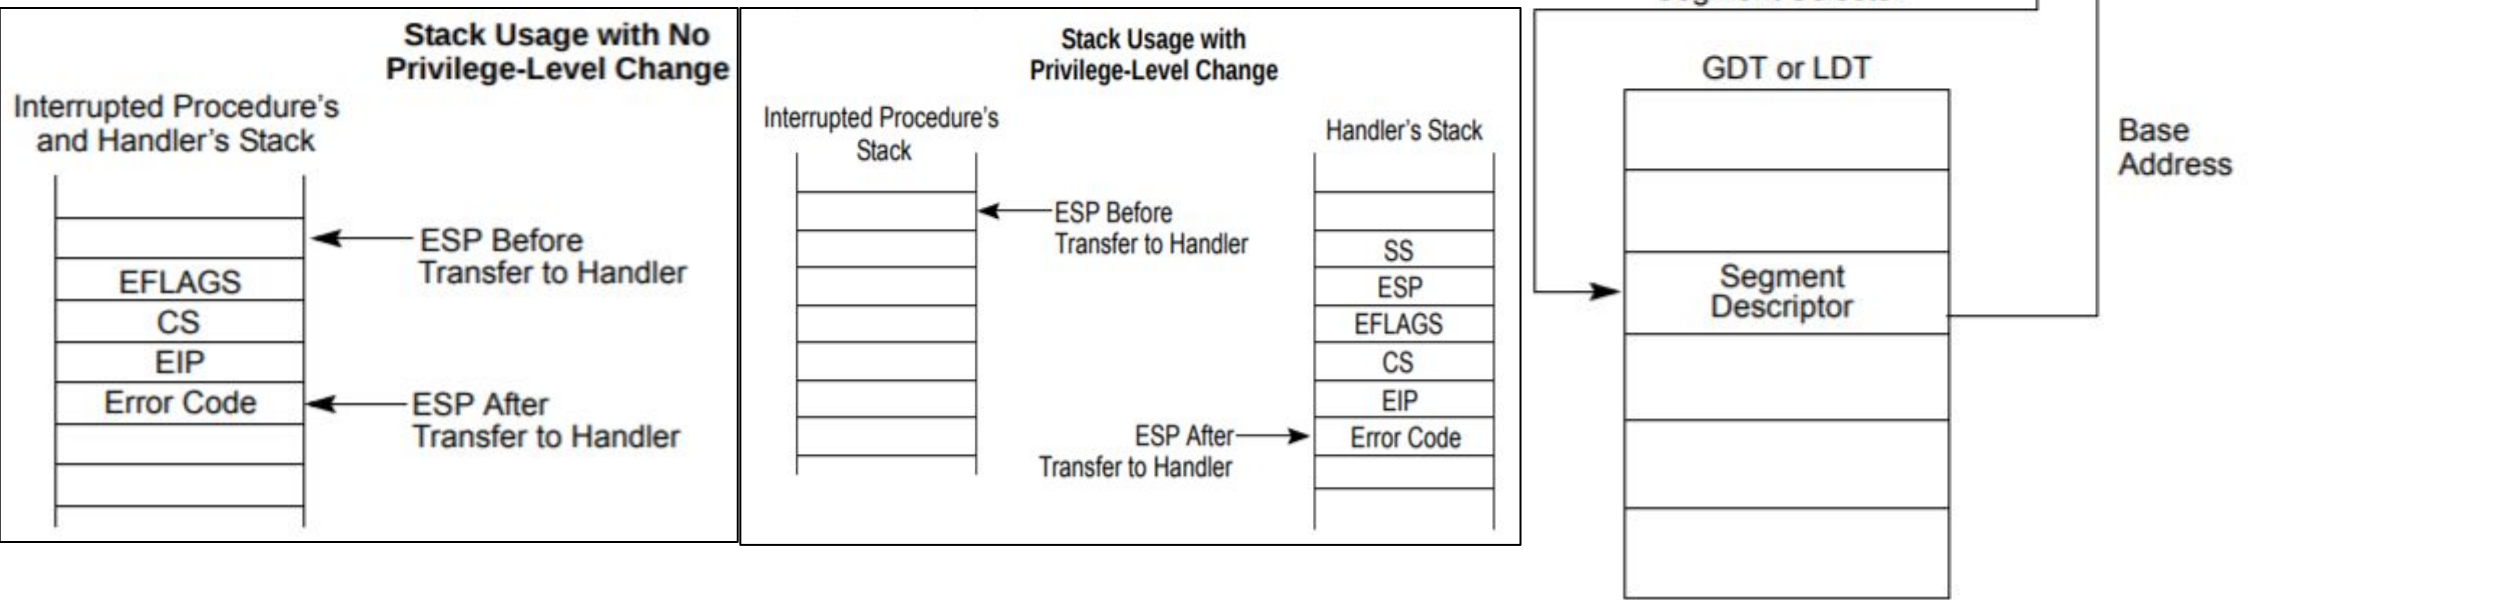 Stack Usage with No
Privilege-Level Change
Interrupted Procedure's
and Handler's Stack
ESP Before
Transfer to Handler
EFLAGS
CS
EIP
Error Code
ESP After
Transfer to Handler
Stack Usage with
Privilege-Level Change
Interrupted Procedure's
Stack
Handler's Stack
ESP Before
Transfer to Handler
SS
ESP
EFLAGS
CS
EIP
Error Code
ESP After
Transfer to Handler
GDT or LDT
Base
Address
Segment
Descriptor